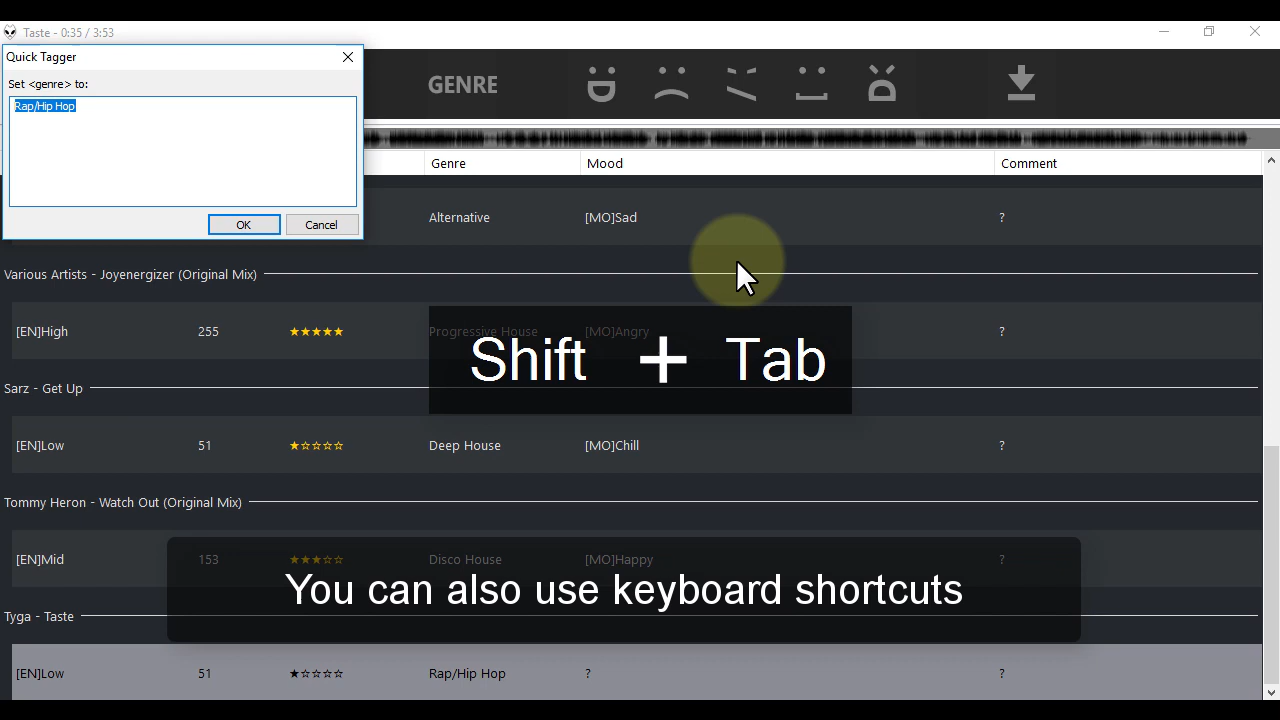 Taste - 0:35 / 3:53
Quick Tagger
Set <genre> to:
Rap/Hip Hop
OK Cancel
GENRE
Genre Mood Comment
Alternative [MO]Sad ?
Various Artists - Joyenergizer (Original Mix)
[EN]High 255 ★★★★★ Progressive House [MO]Angry ?
Shift + Tab
Sarz - Get Up
[EN]Low 51 ★☆☆☆☆ Deep House [MO]Chill ?
Tommy Heron - Watch Out (Original Mix)
[EN]Mid 153 ★★★☆☆ Disco House [MO]Happy ?
You can also use keyboard shortcuts
Tyga - Taste
[EN]Low 51 ★☆☆☆☆ Rap/Hip Hop ? ?